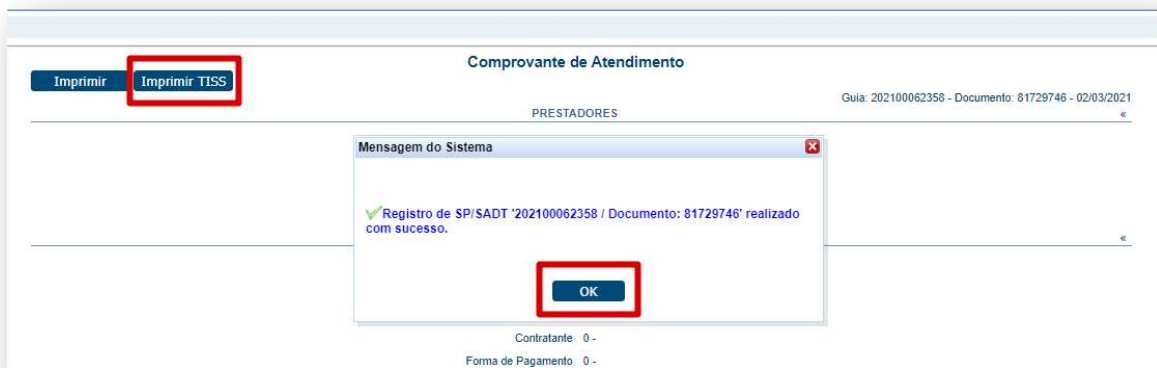 Comprovante de Atendimento
Imprimir
Imprimir TISS
Guia: 202100062358 - Documento: 81729746 - 02/03/2021
PRESTADORES
«
Mensagem do Sistema
Registro de SP/SADT '202100062358 / Documento: 81729746' realizado
com sucesso.
«
OK
Contratante 0 -
Forma de Pagamento 0 -